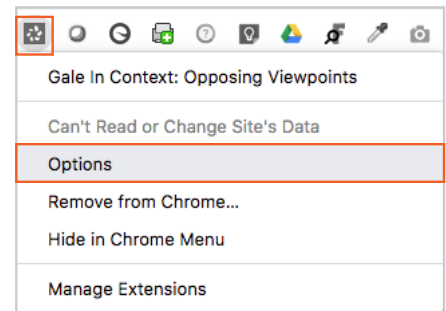 Gale In Context: Opposing Viewpoints
Can't Read or Change Site's Data
Options
Remove from Chrome...
Hide in Chrome Menu
Manage Extensions